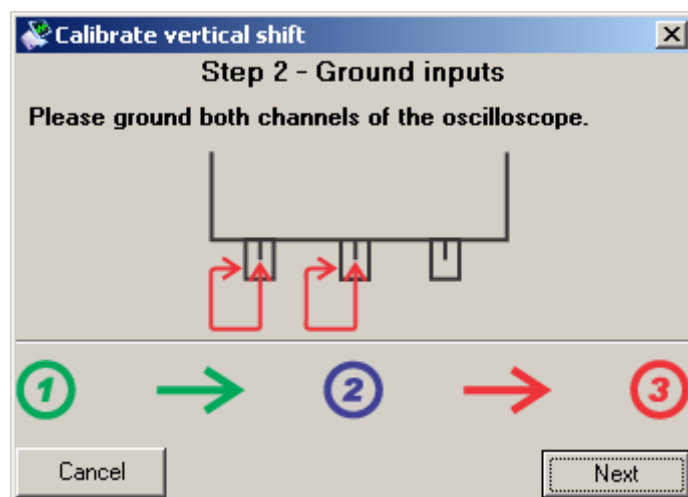 Calibrate vertical shift
Step 2 - Ground inputs
Please ground both channels of the oscilloscope.
1 2 3
Cancel Next